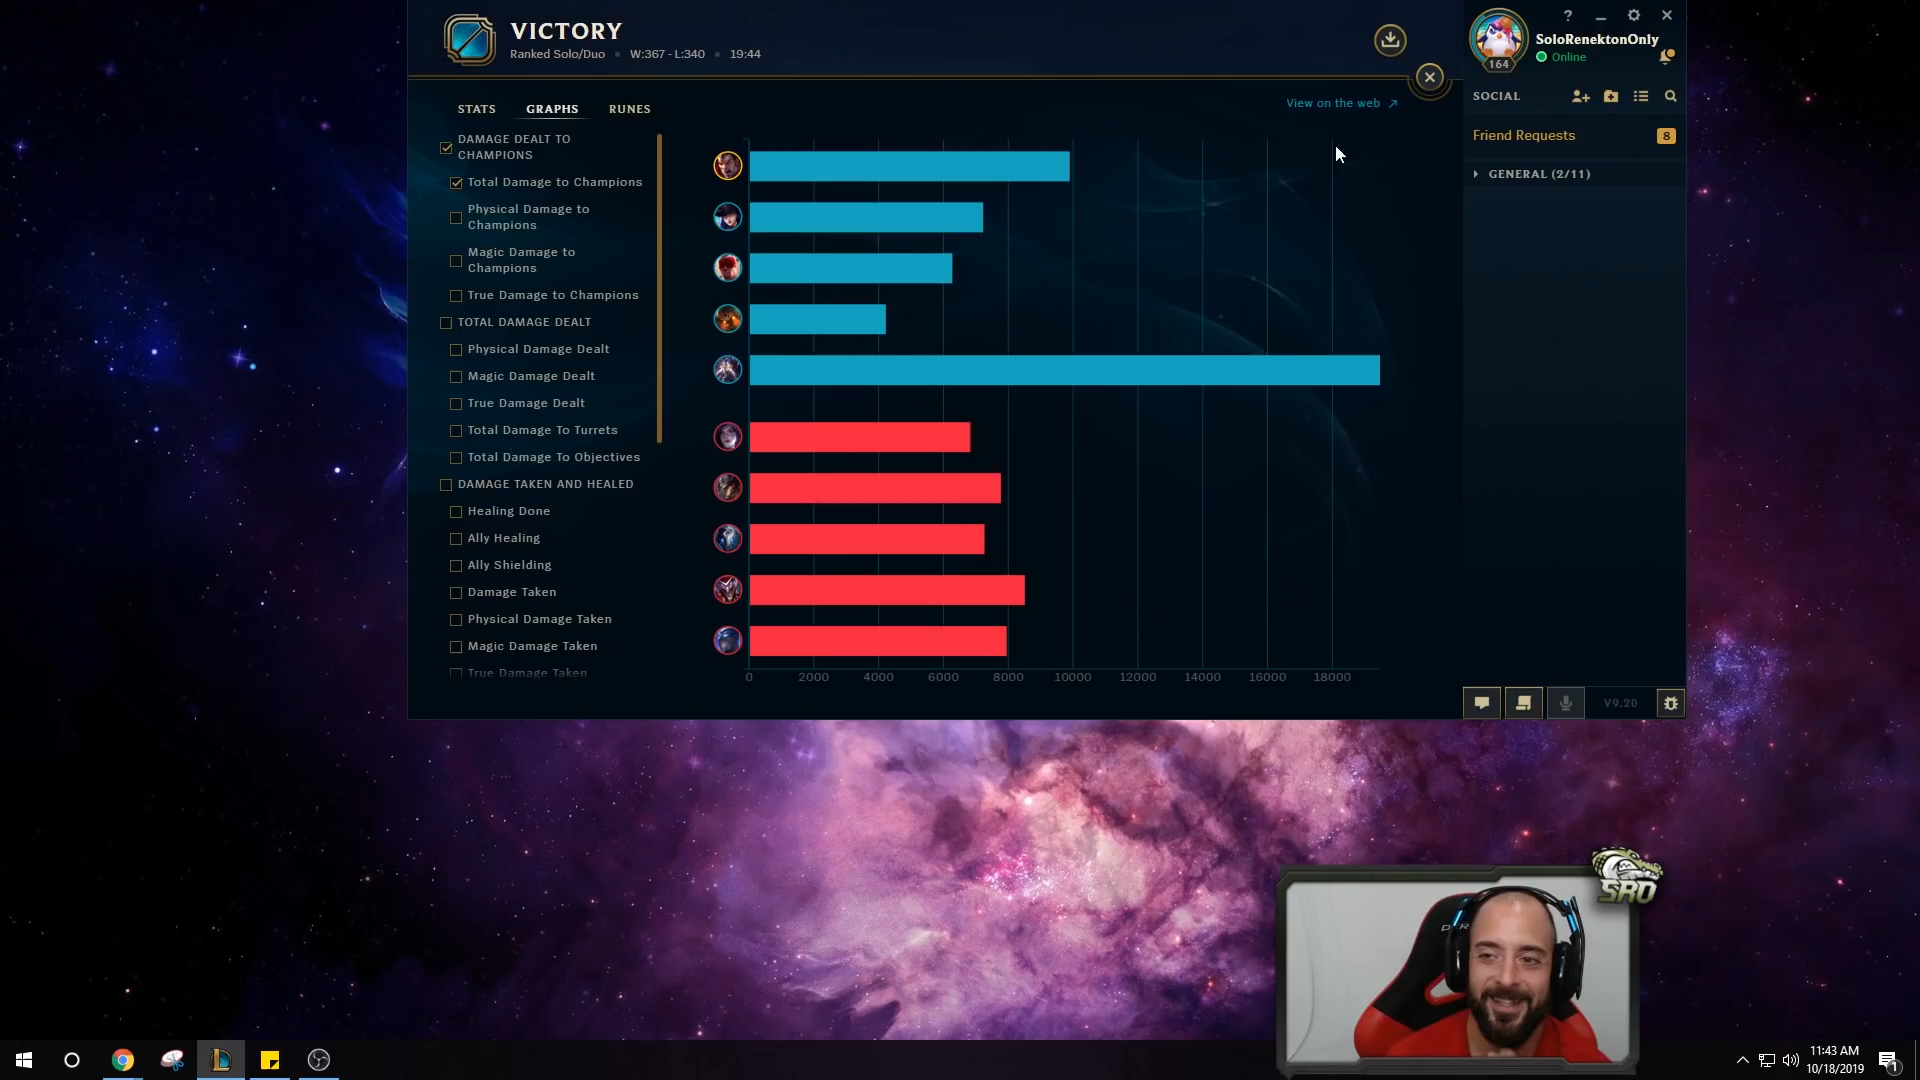 VICTORY
Ranked Solo/Duo • W:367 - L:340 • 19:44
STATS GRAPHS RUNES
View on the web
DAMAGE DEALT TO
CHAMPIONS
Total Damage to Champions
Physical Damage to
Champions
Magic Damage to
Champions
True Damage to Champions
TOTAL DAMAGE DEALT
Physical Damage Dealt
Magic Damage Dealt
True Damage Dealt
Total Damage To Turrets
Total Damage To Objectives
DAMAGE TAKEN AND HEALED
Healing Done
Ally Healing
Ally Shielding
Damage Taken
Physical Damage Taken
Magic Damage Taken
True Damage Taken
0 2000 4000 6000 8000 10000 12000 14000 16000 18000
164
SoloRenektonOnly
Online
SOCIAL
Friend Requests 8
GENERAL (2/11)
V9.20
SRO
11:43 AM
10/18/2019
1